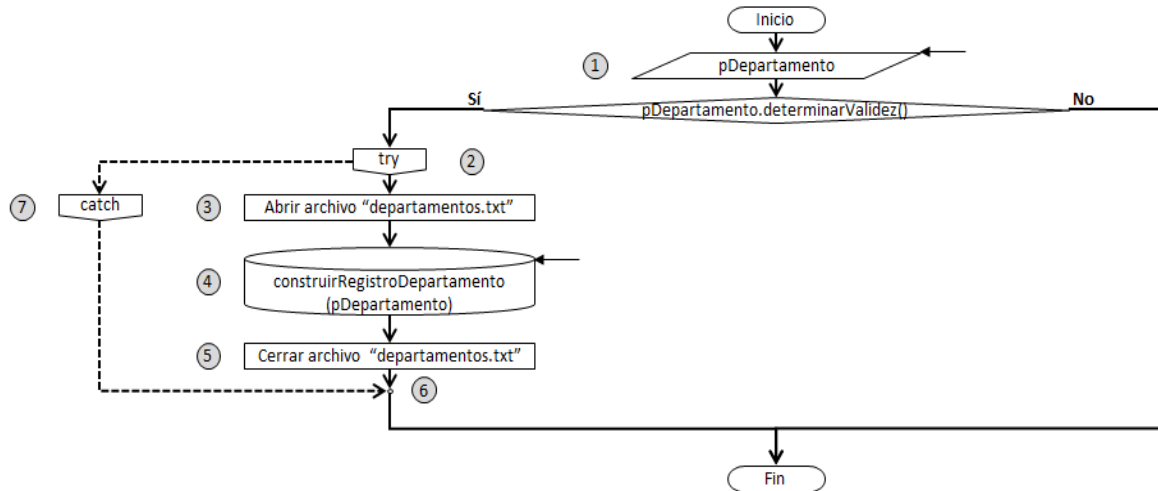 Inicio
1
pDepartamento
Sí
pDepartamento.determinarValidez()
No
try
2
7
catch
3
Abrir archivo “departamentos.txt”
4
construirRegistroDepartamento
(pDepartamento)
5
Cerrar archivo “departamentos.txt”
6
Fin